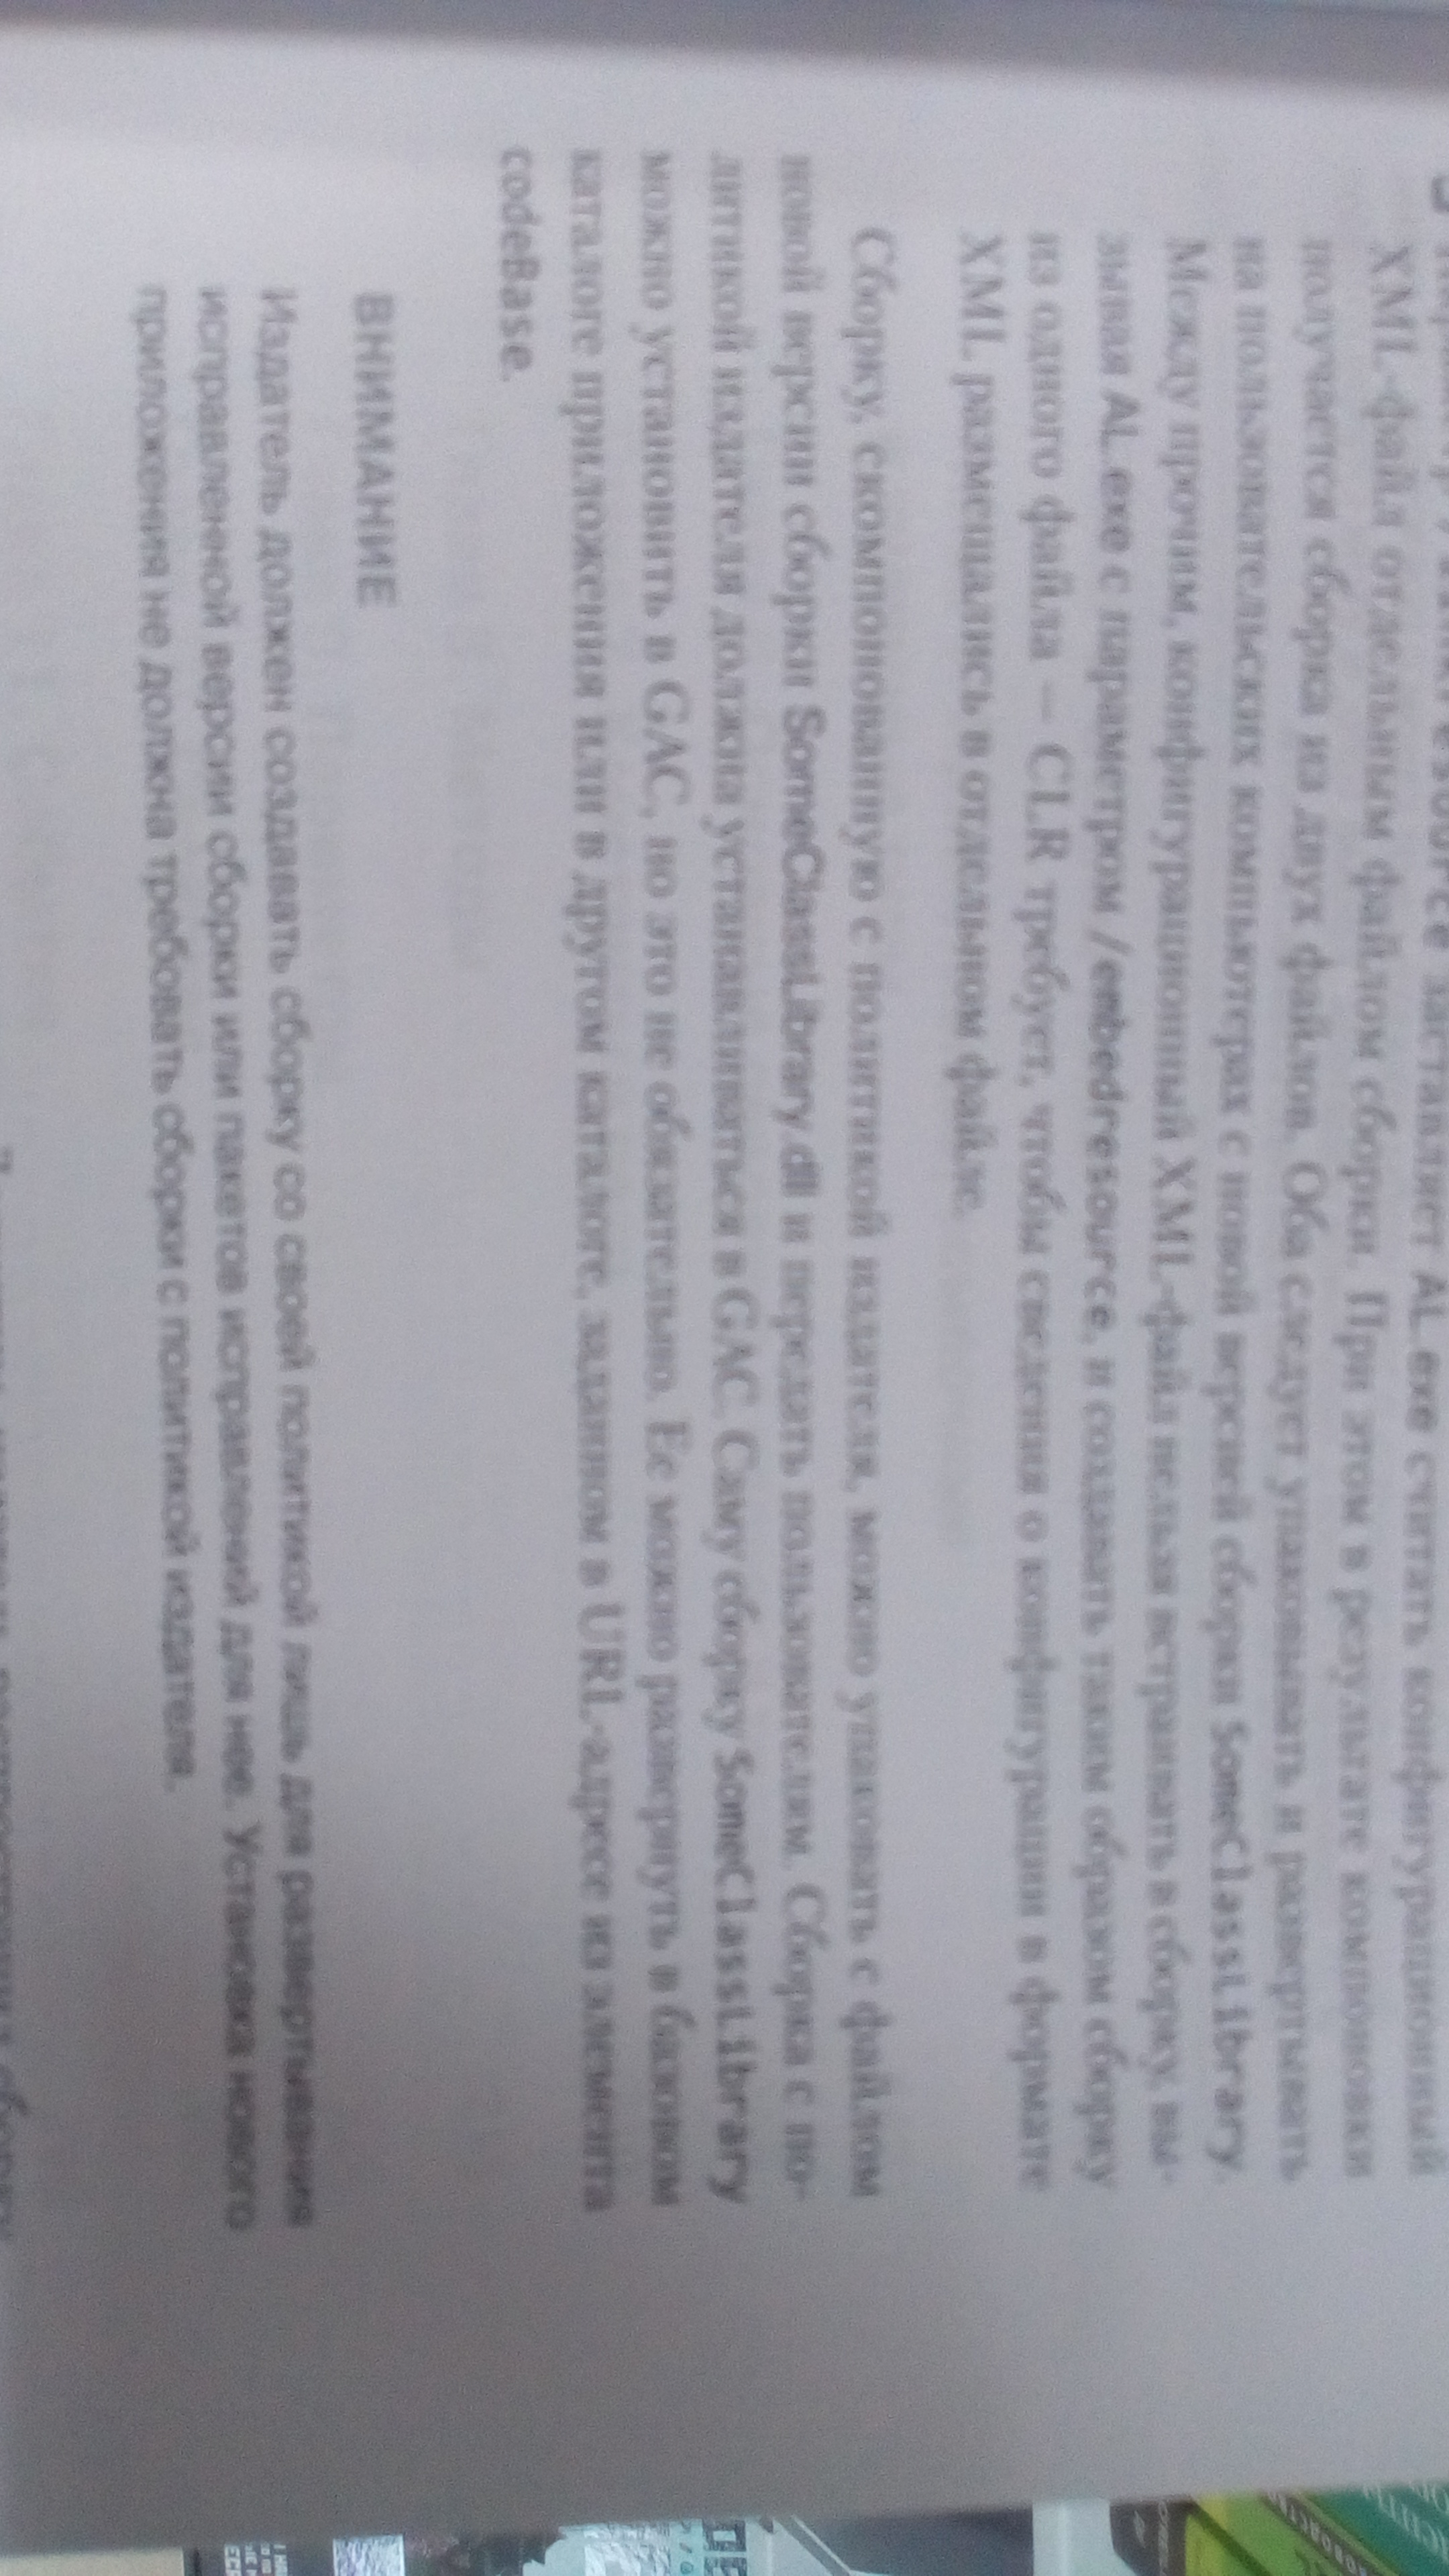 Параметр /linkresource заставляет AL.exe считать конфигурационный
XML-файл отдельным файлом сборки. При этом в результате компоновки
получается сборка из двух файлов. Оба следует упаковывать и развертывать
на пользовательских компьютерах с новой версией сборки SomeClassLibrary.
Между прочим, конфигурационный XML-файл нельзя встраивать в сборку, вы-
зывая AL.exe с параметром /embedresource, и создавать таким образом сборку
из одного файла — CLR требует, чтобы сведения о конфигурации в формате
XML размещались в отдельном файле.
Сборку, скомпонованную с политикой издателя, можно упаковать с файлом
новой версии сборки SomeClassLibrary.dll и передать пользователям. Сборка с по-
литикой издателя должна устанавливаться в GAC. Саму сборку SomeClassLibrary
можно установить в GAC, но это не обязательно. Ее можно развернуть в базовом
каталоге приложения или в другом каталоге, заданном в URL-адресе из элемента
codeBase.
ВНИМАНИЕ
Издатель должен создавать сборку со своей политикой лишь для развертывания
исправленной версии сборки или пакетов исправлений для нее. Установка нового
приложения не должна требовать сборки с политикой издателя.